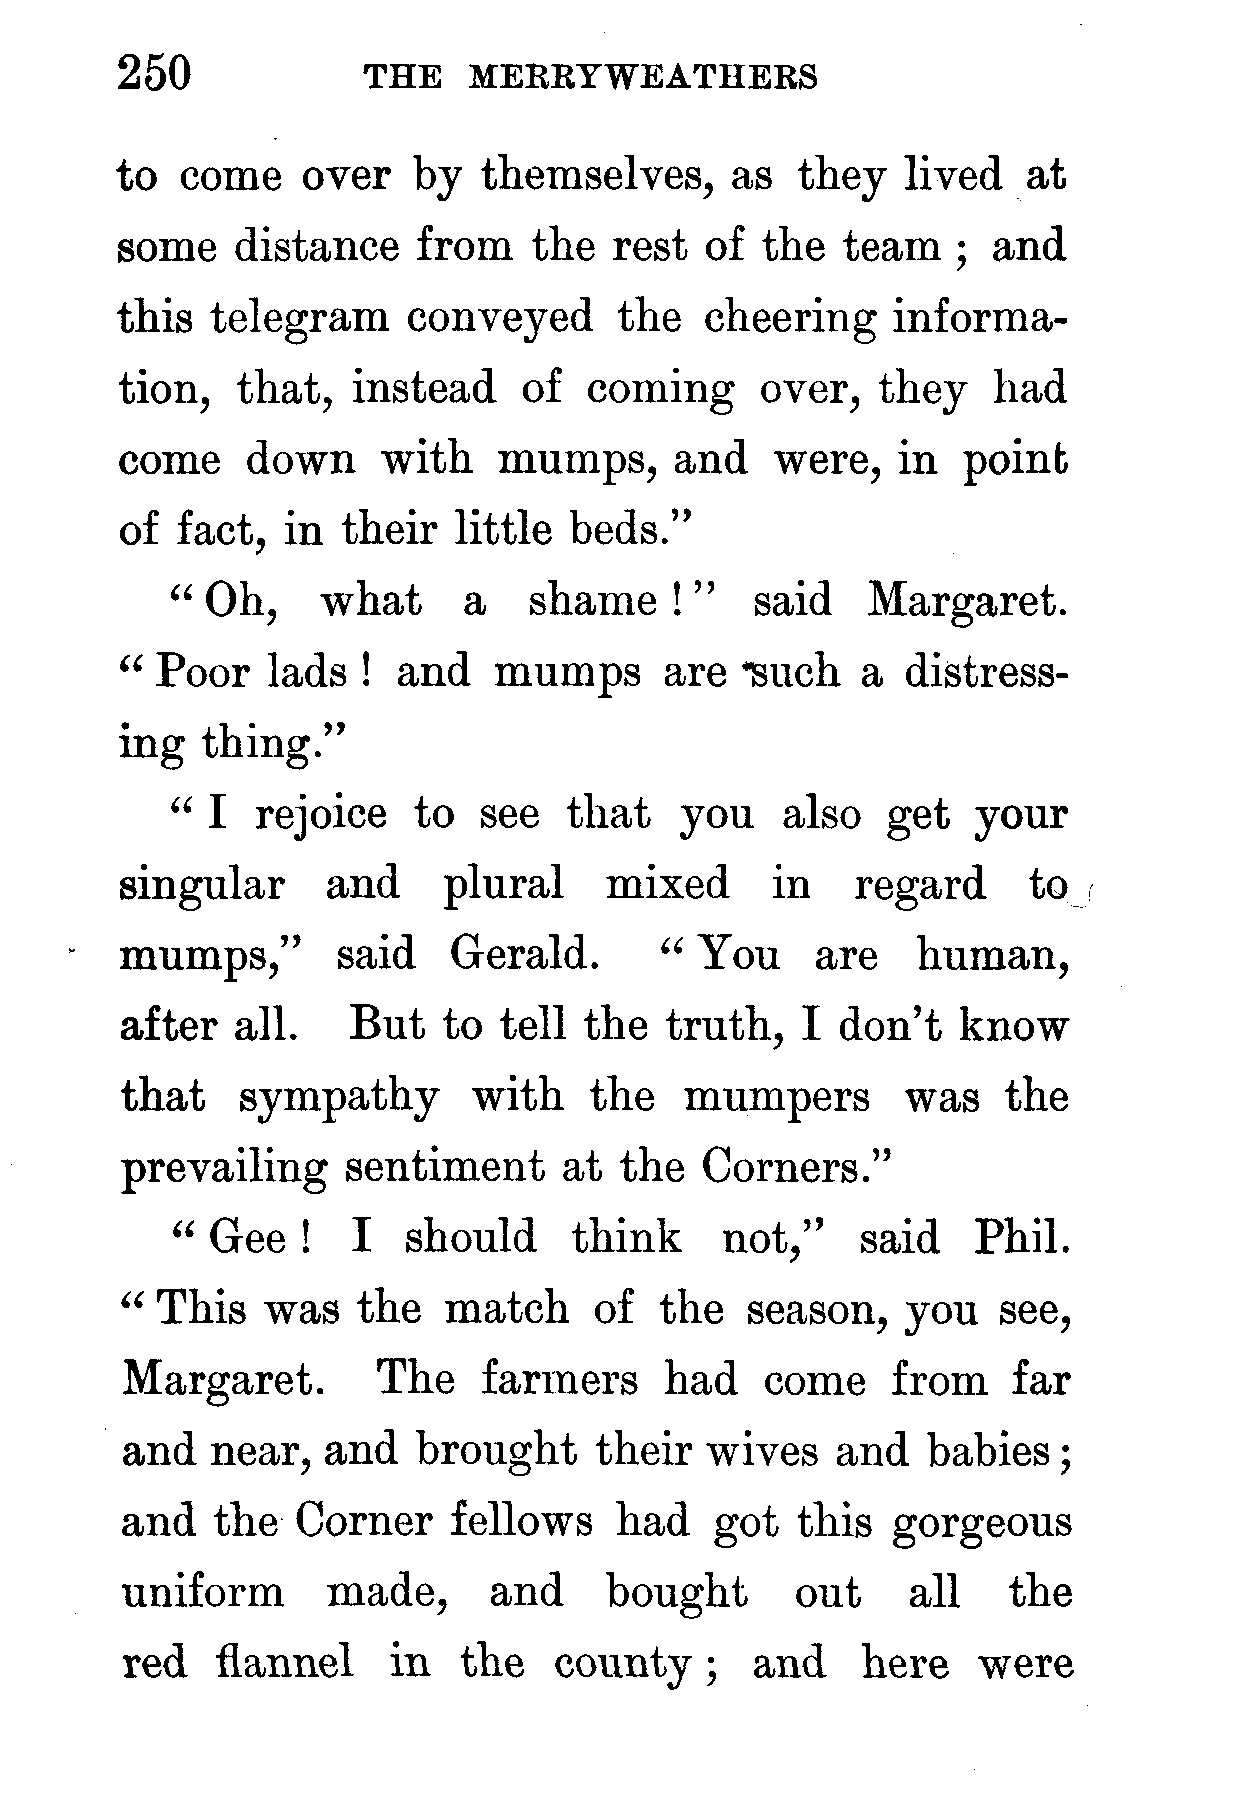 250 THE MERRYWEATHERS
to come over by themselves, as they lived at
some distance from the rest of the team ; and
this telegram conveyed the cheering informa-
tion, that, instead of coming over, they had
come down with mumps, and were, in point
of fact, in their little beds.”
“ Oh, what a shame ! ” said Margaret.
“ Poor lads ! and mumps are such a distress-
ing thing.”
“ I rejoice to see that you also get your
singular and plural mixed in regard to
mumps,” said Gerald. “ You are human,
after all. But to tell the truth, I don’t know
that sympathy with the mumpers was the
prevailing sentiment at the Corners.”
“ Gee ! I should think not,” said Phil.
“ This was the match of the season, you see,
Margaret. The farmers had come from far
and near, and brought their wives and babies ;
and the Corner fellows had got this gorgeous
uniform made, and bought out all the
red flannel in the county ; and here were